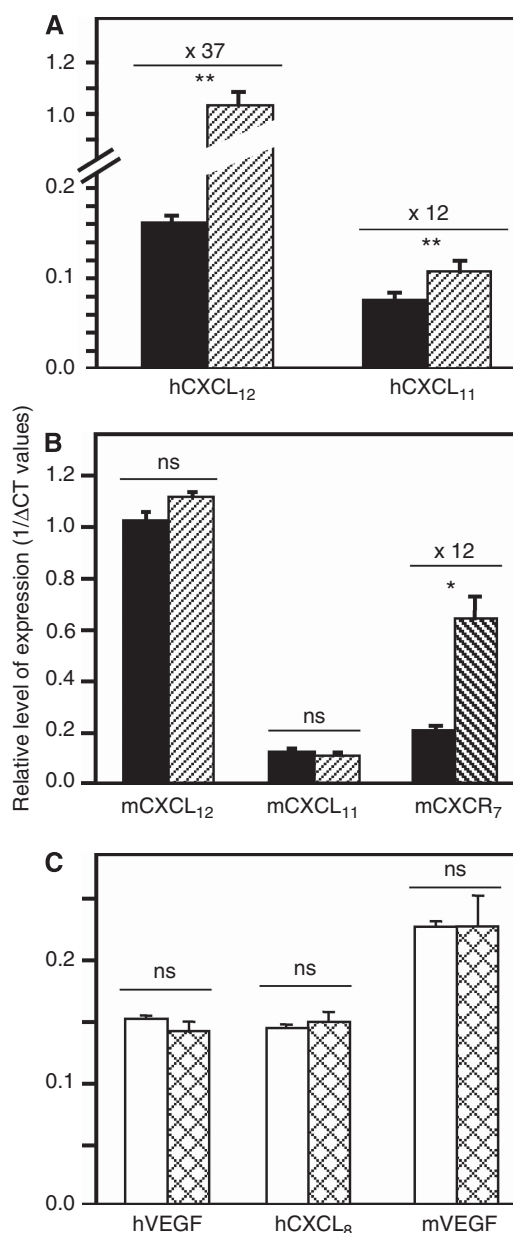 Relative level of expression (1/ΔCT values)
A
x 37
**
1.2
1.0
0.2
0.1
0.0
x 12
**
hCXCL12
hCXCL11
B
ns
1.2
1.0
0.8
0.6
0.4
0.2
0.0
ns
x 12
*
mCXCL12
mCXCL11
mCXCR7
C
ns
ns
ns
0.2
0.1
0.0
hVEGF
hCXCL8
mVEGF